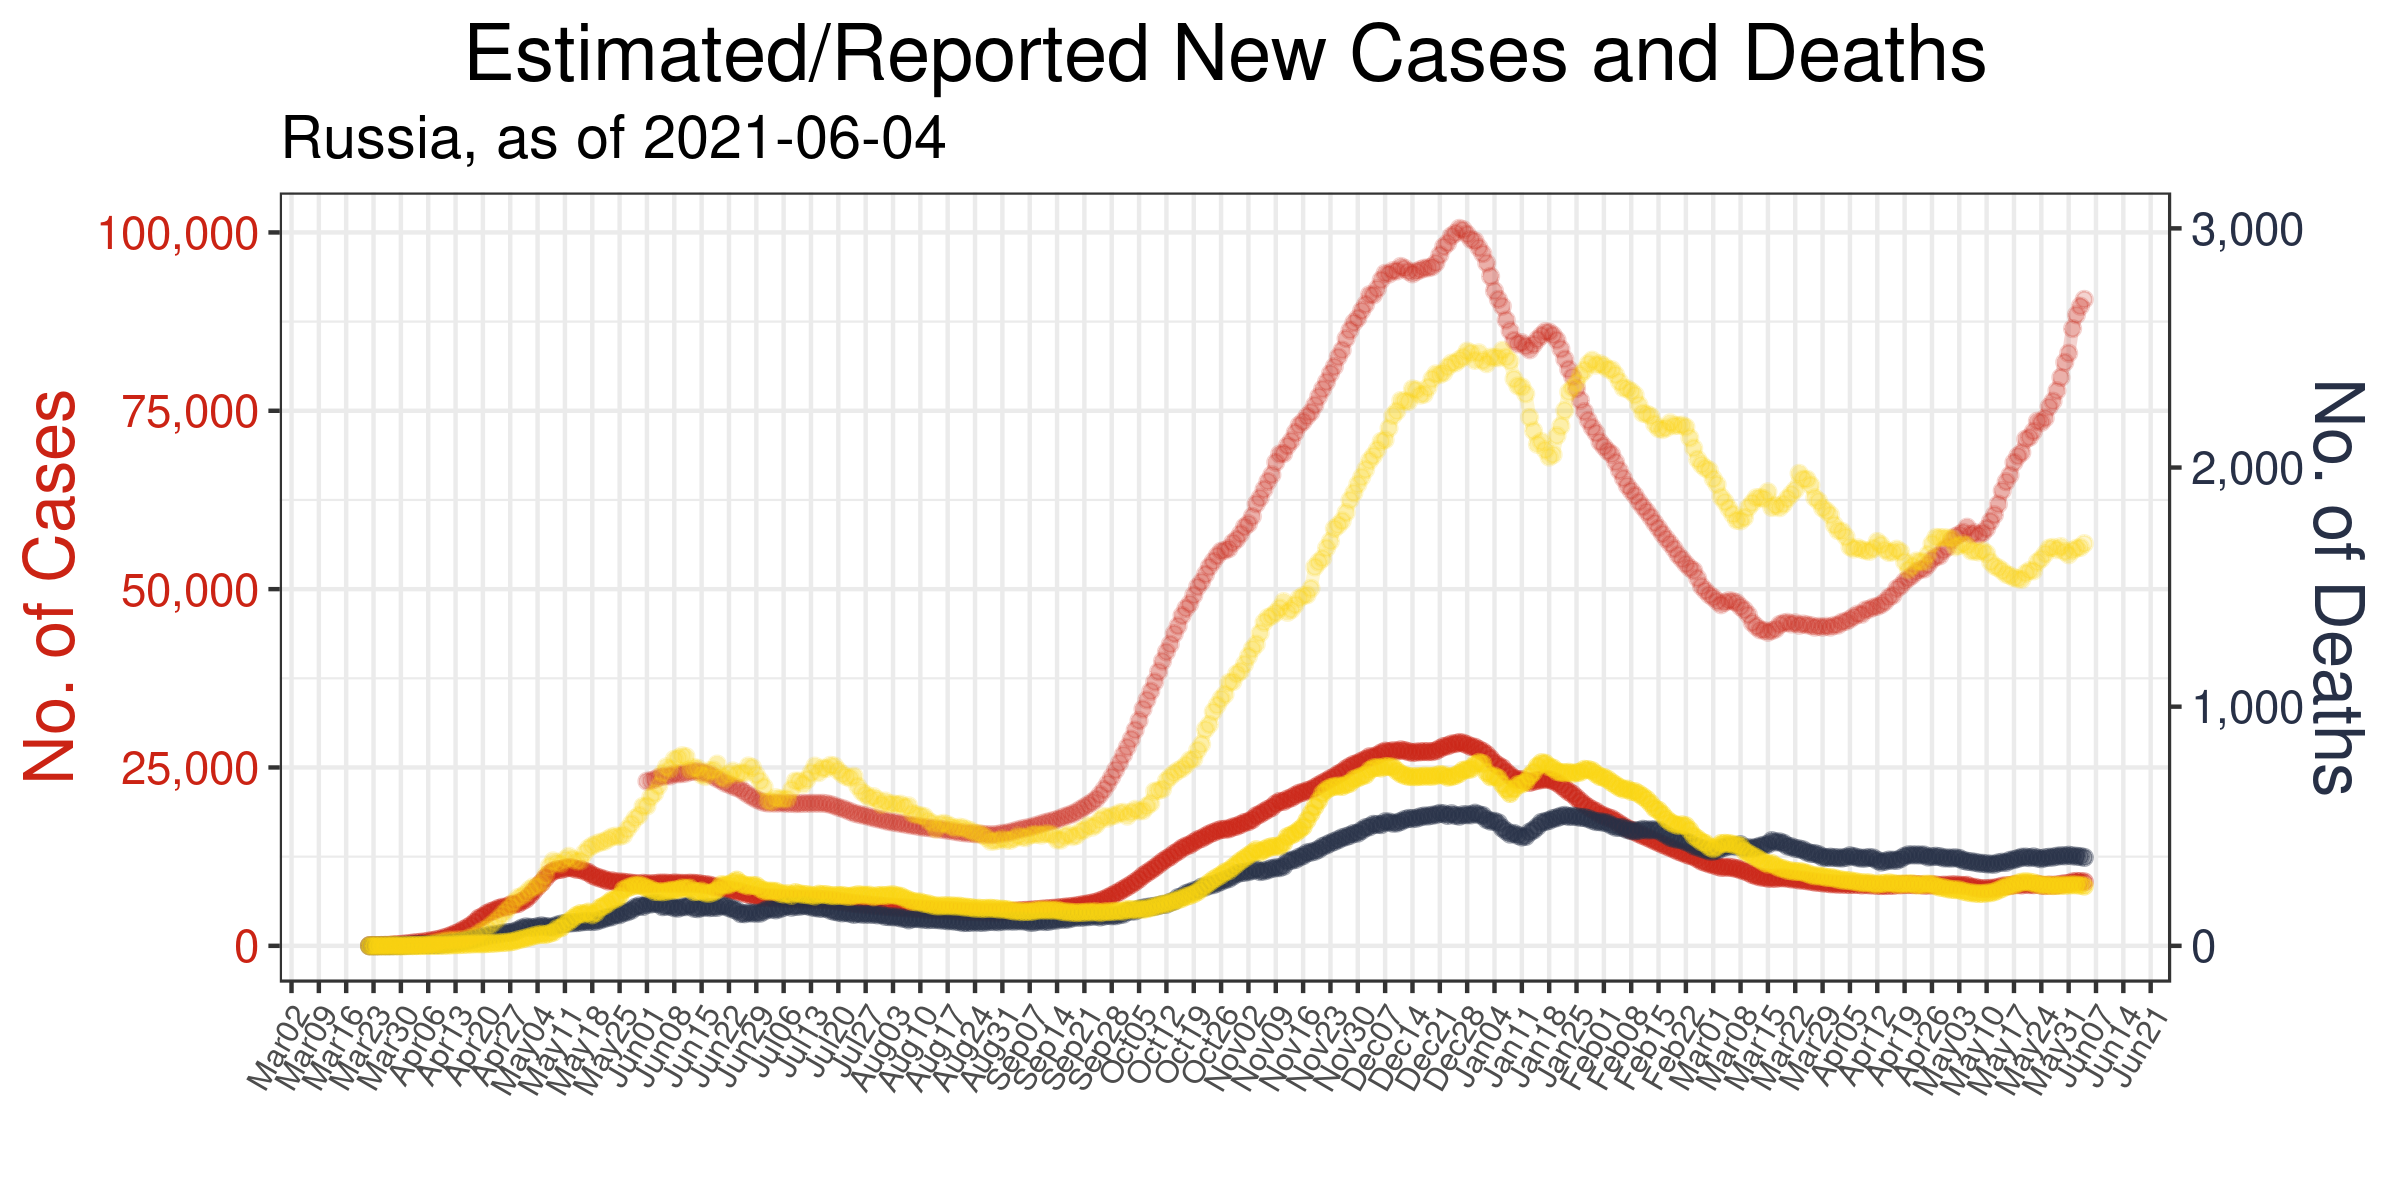 Estimated/Reported New Cases and Deaths
Russia, as of 2021-06-04
No. of Cases
100,000
75,000
50,000
25,000
0
3,000
2,000
1,000
0
No. of Deaths
Mar02
Mar09
Mar16
Mar23
Mar30
Apr06
Apr13
Apr20
Apr27
May04
May11
May18
May25
Jun01
Jun08
Jun15
Jun22
Jun29
Jul06
Jul13
Jul20
Jul27
Aug03
Aug10
Aug17
Aug24
Aug31
Sep07
Sep14
Sep21
Sep28
Oct05
Oct12
Oct19
Oct26
Nov02
Nov09
Nov16
Nov23
Nov30
Dec07
Dec14
Dec21
Dec28
Jan04
Jan11
Jan18
Jan25
Feb01
Feb08
Feb15
Feb22
Mar01
Mar08
Mar15
Mar22
Mar29
Apr05
Apr12
Apr19
Apr26
May03
May10
May17
May24
May31
Jun07
Jun14
Jun21